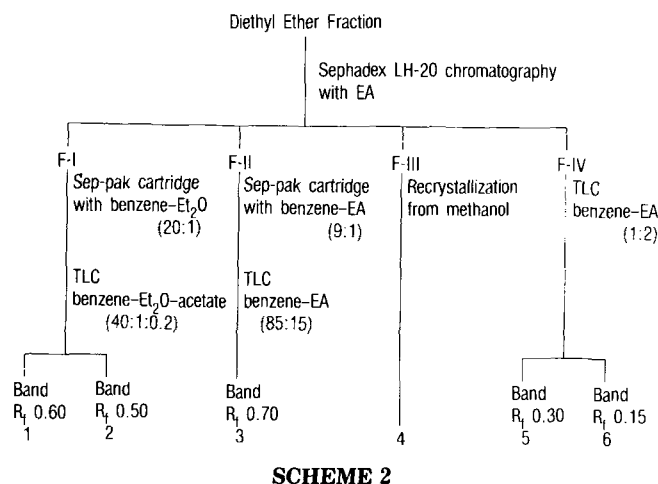 Diethyl Ether Fraction
Sephadex LH-20 chromatography
with EA
F-I
Sep-pak cartridge
with benzene-Et₂O
(20:1)
TLC
benzene-Et₂O-acetate
(40:1:0.2)
Band
Rf 0.60
1
Band
Rf 0.50
2
F-II
Sep-pak cartridge
with benzene-EA
(9:1)
TLC
benzene-EA
(85:15)
Band
Rf 0.70
3
F-III
Recrystallization
from methanol
4
F-IV
TLC
benzene-EA
(1:2)
Band
Rf 0.30
5
Band
Rf 0.15
6
SCHEME 2